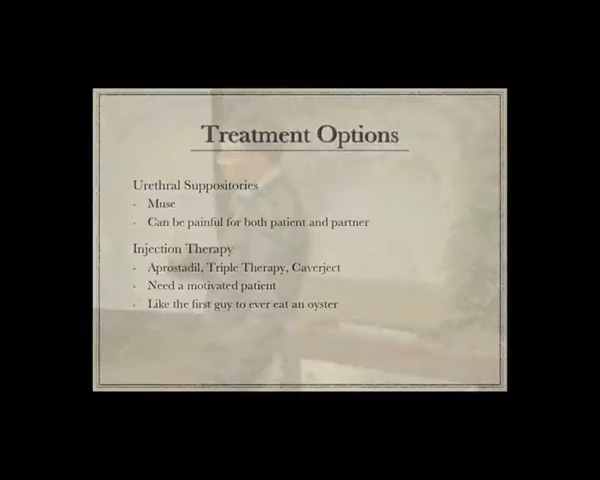 Treatment Options
Urethral Suppositories
Muse
Can be painful for both patient and partner
Injection Therapy
Aprostadil, Triple Therapy, Caverject
Need a motivated patient
Like the first guy to ever eat an oyster